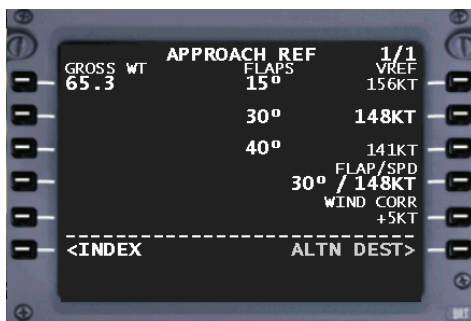 APPROACH REF 1/1
GROSS WT FLAPS VREF
65.3 15° 156KT
30° 148KT
40° 141KT
FLAP/SPD
30° / 148KT
WIND CORR
+5KT
<INDEX ALTN DEST>
BRT